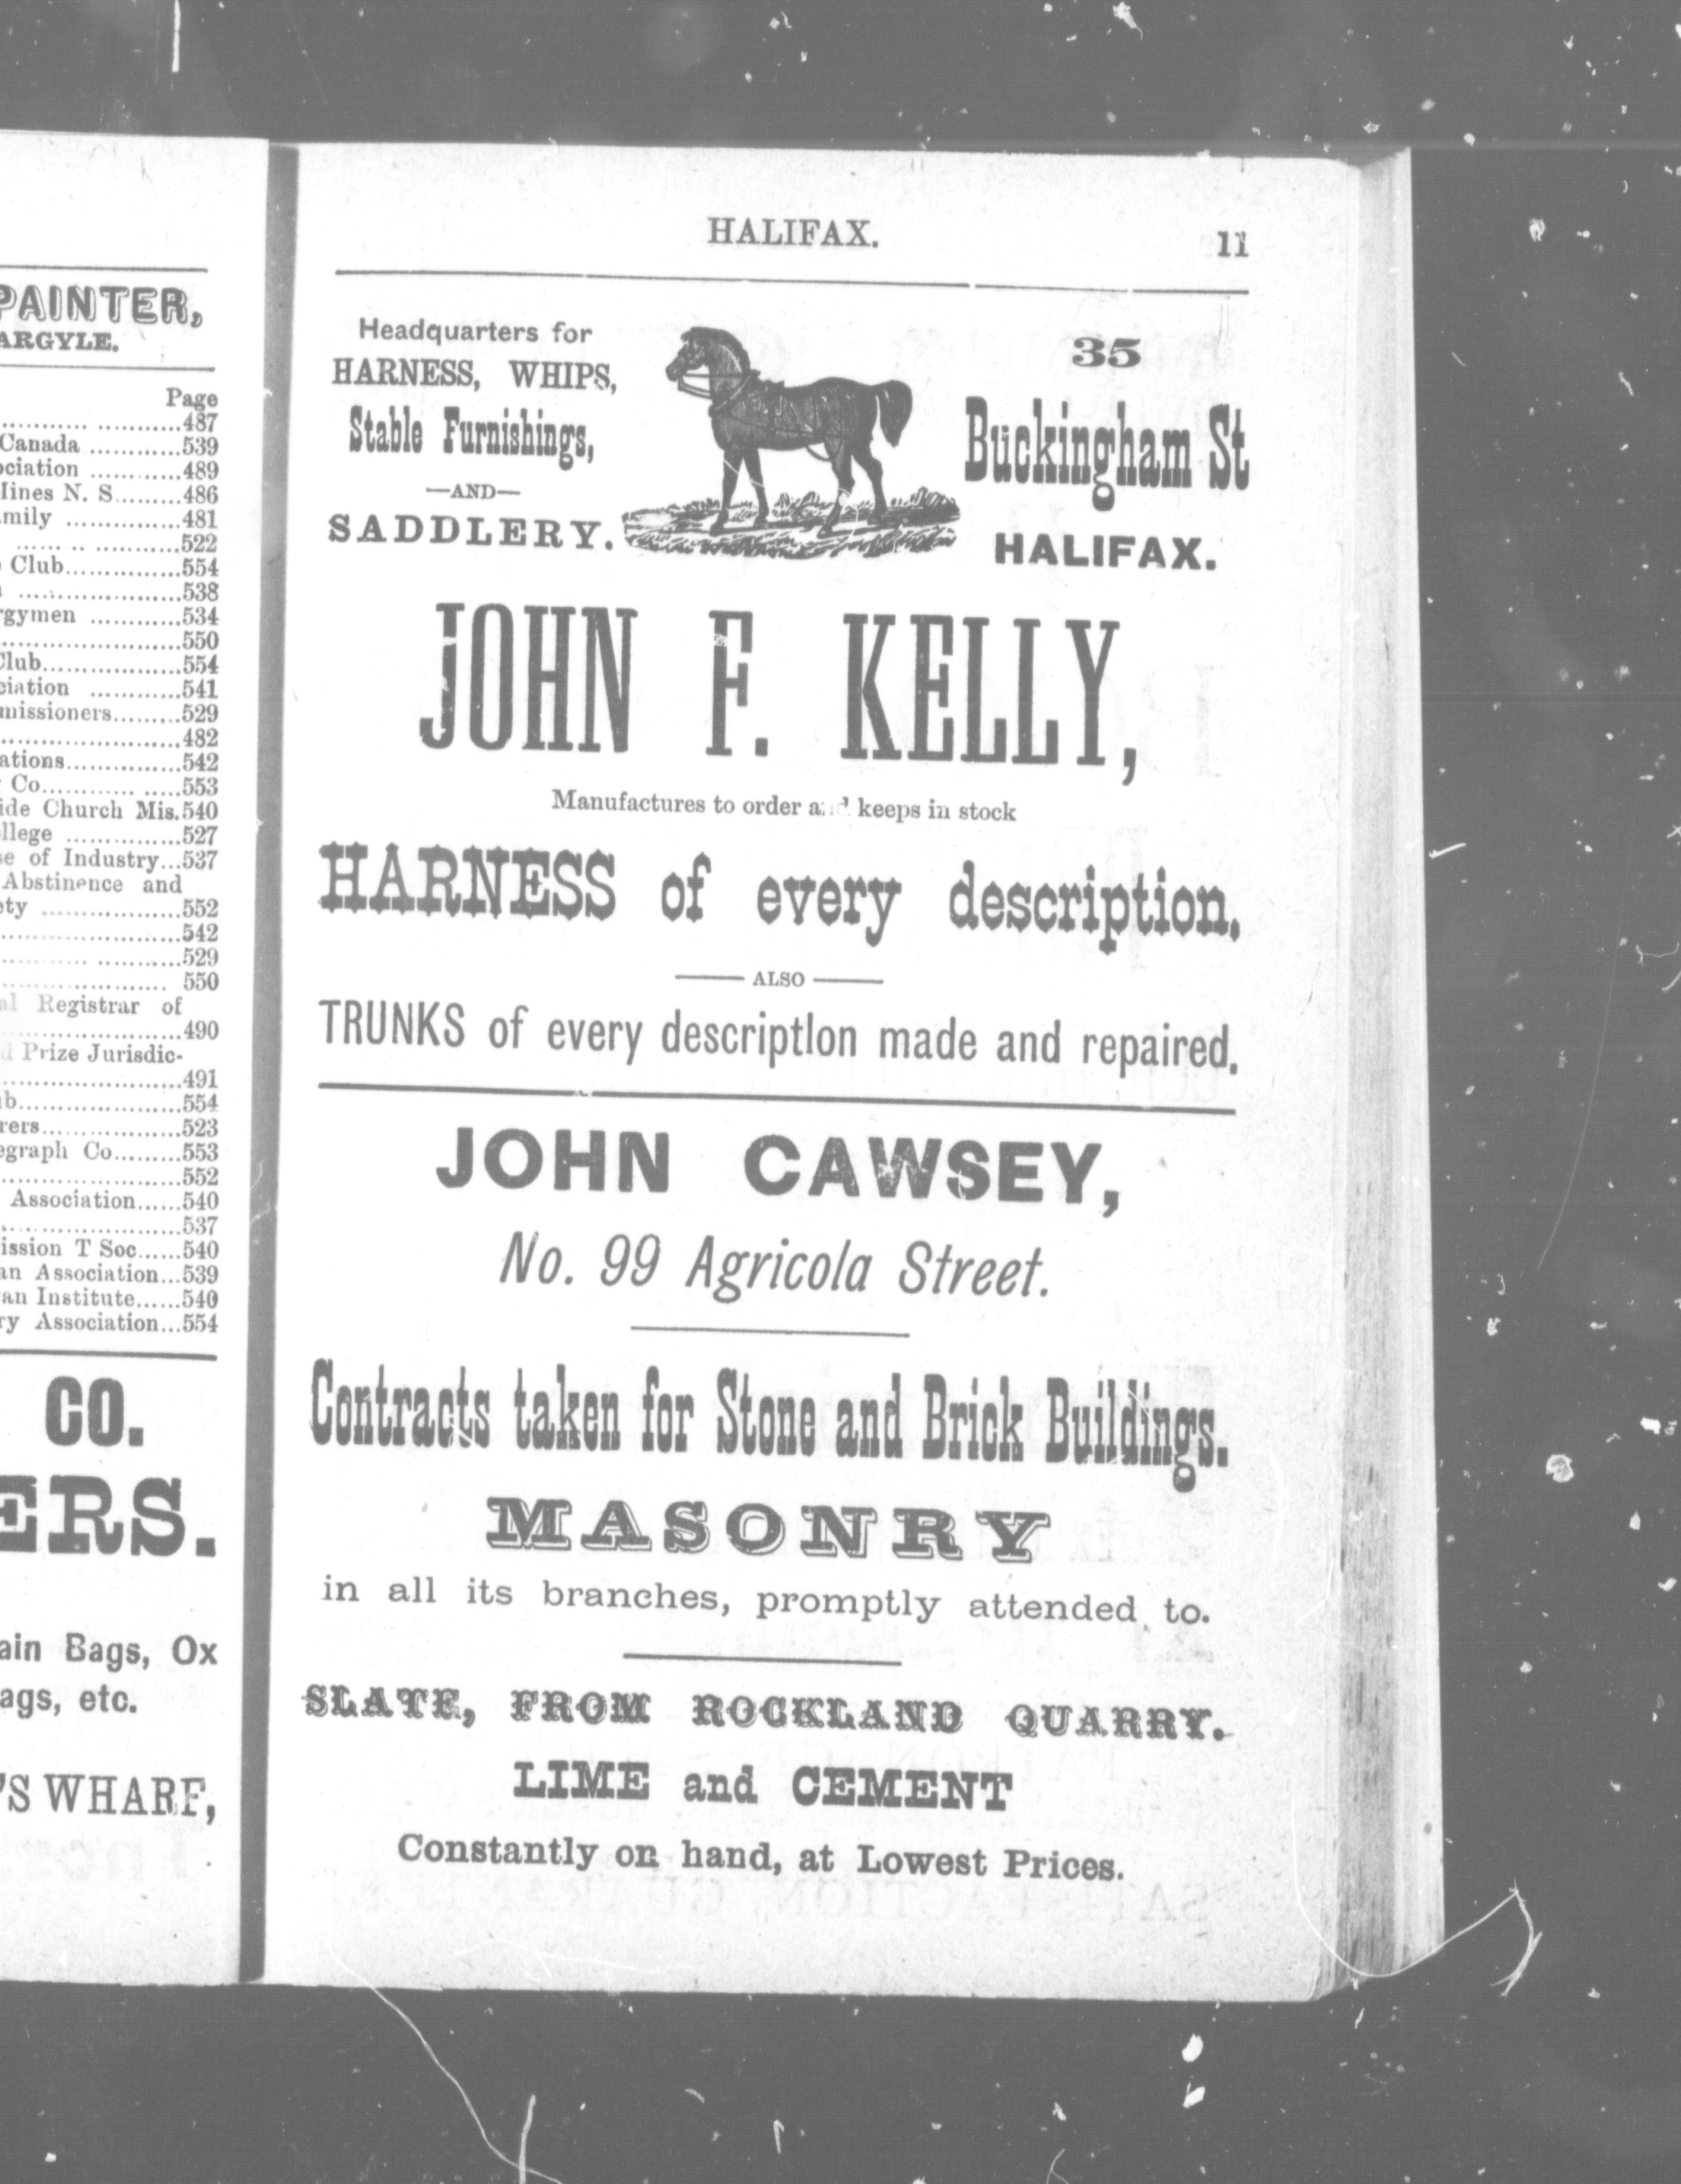 PAINTER,
ARGYLE.
Page
487
Canada 539
ociation 489
Mines N. S. 486
mily 481
522
Club 554
538
rgymen 534
550
Club 554
ciation 541
missioners 529
482
ations 542
Co 553
ide Church Mis. 540
llege 527
se of Industry 537
Abstinence and
ety 552
542
529
550
al Registrar of
490
d Prize Jurisdic-
491
ub 554
rers 523
egraph Co 553
552
Association 540
537
ission T Soc 540
an Association 539
an Institute 540
ry Association 554
CO.
ERS.
ain Bags, Ox
ags, etc.
'S WHARF,
HALIFAX. 11
Headquarters for
HARNESS, WHIPS,
Stable Furnishings,
—AND—
SADDLERY.
35
Buckingham St
HALIFAX.
JOHN F. KELLY,
Manufactures to order and keeps in stock
HARNESS of every description.
—— ALSO ——
TRUNKS of every descriptIon made and repaired.
JOHN CAWSEY,
No. 99 Agricola Street.
Contracts taken for Stone and Brick Buildings.
MASONRY
in all its branches, promptly attended to.
SLATE, FROM ROCKLAND QUARRY.
LIME and CEMENT
Constantly on hand, at Lowest Prices.